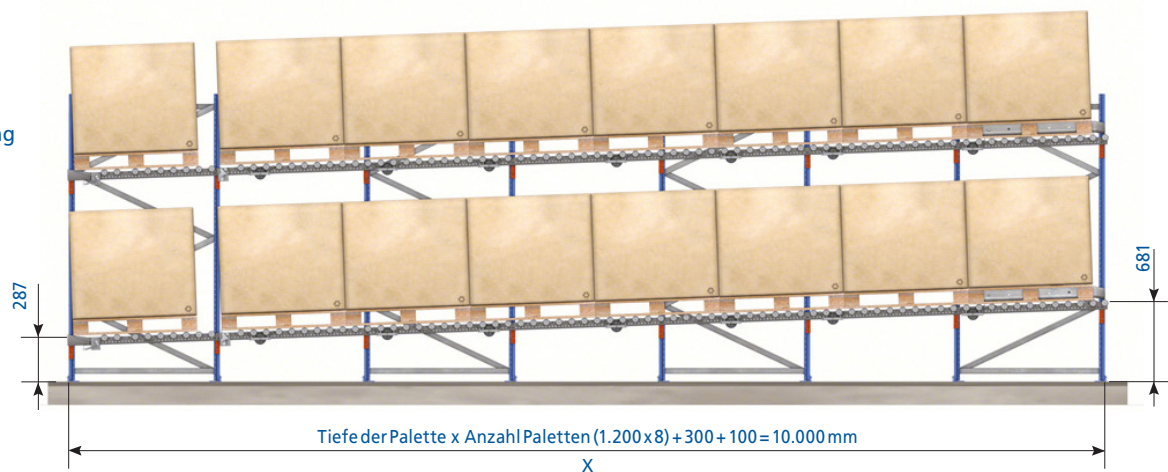 287
681
Tiefe der Palette x Anzahl Paletten (1.200 x 8) + 300 + 100 = 10.000 mm
X